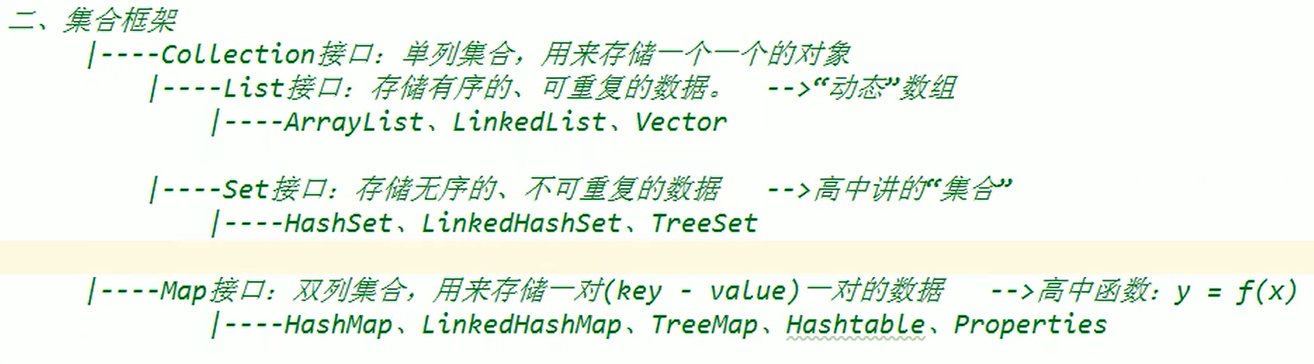 二、集合框架
|----Collection接口：单列集合，用来存储一个一个的对象
|----List接口：存储有序的、可重复的数据。 -->“动态”数组
|----ArrayList、LinkedList、Vector
|----Set接口：存储无序的、不可重复的数据 -->高中讲的“集合”
|----HashSet、LinkedHashSet、TreeSet
|----Map接口：双列集合，用来存储一对(key - value)一对的数据 -->高中函数：y = f(x)
|----HashMap、LinkedHashMap、TreeMap、Hashtable、Properties